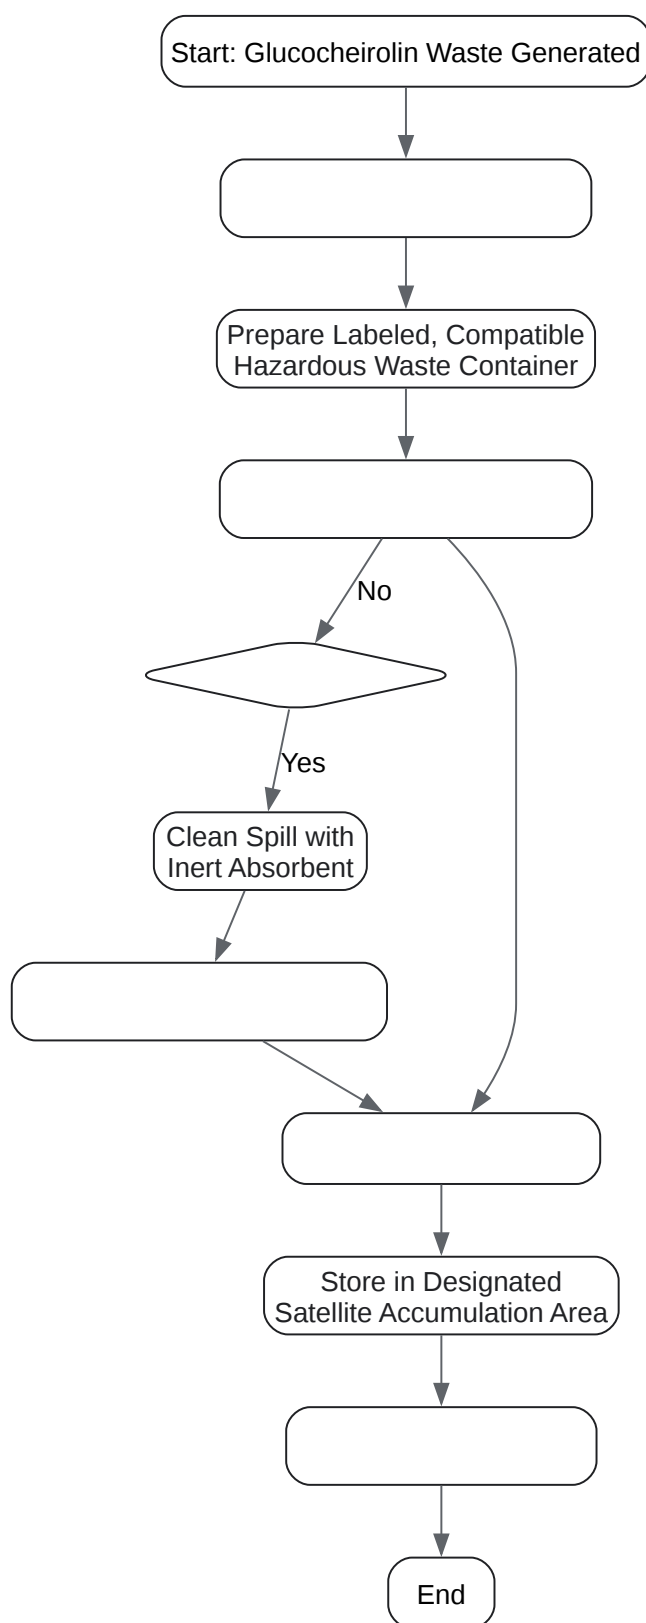 Start: Glucocheirolin Waste Generated
Prepare Labeled, Compatible
Hazardous Waste Container
No
Yes
Clean Spill with
Inert Absorbent
Store in Designated
Satellite Accumulation Area
End